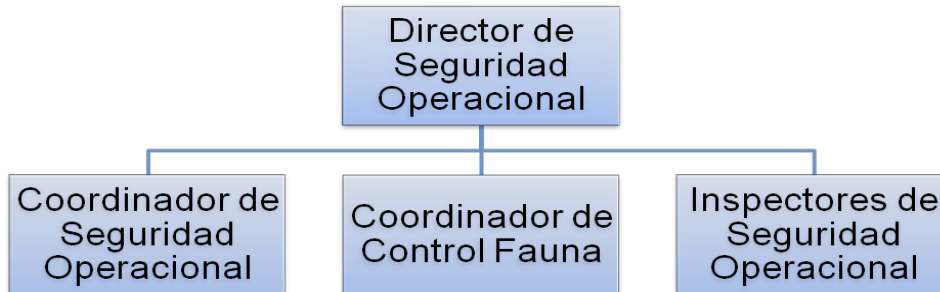 Director de
Seguridad
Operacional
Coordinador de
Seguridad
Operacional
Coordinador de
Control Fauna
Inspectores de
Seguridad
Operacional